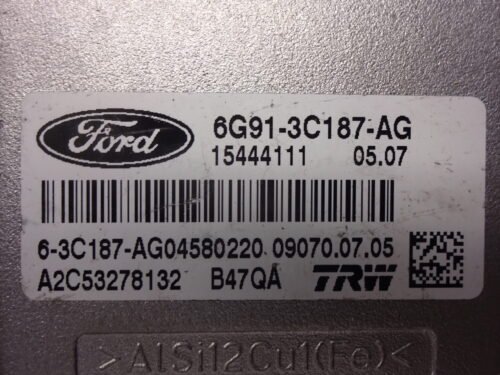 Ford
6G91-3C187-AG
15444111 05.07
6-3C187-AG04580220 09070.07.05
A2C53278132 B47QA TRW
>AlSi12Cu1(Fe)<